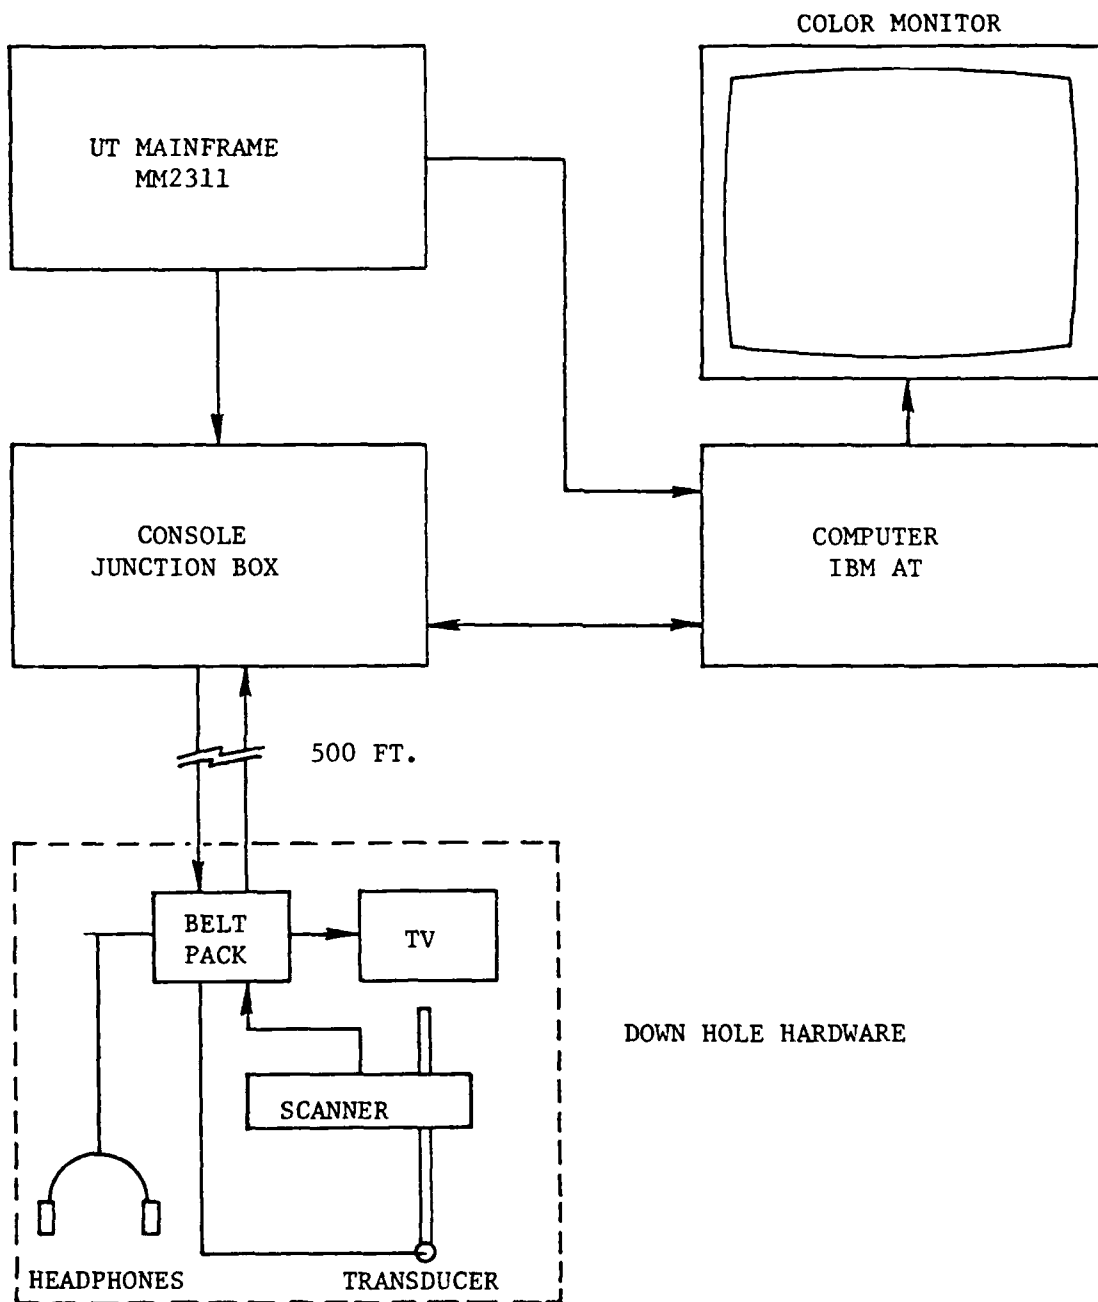 COLOR MONITOR
UT MAINFRAME
MM2311
CONSOLE
JUNCTION BOX
COMPUTER
IBM AT
500 FT.
BELT
PACK
TV
DOWN HOLE HARDWARE
SCANNER
HEADPHONES
TRANSDUCER